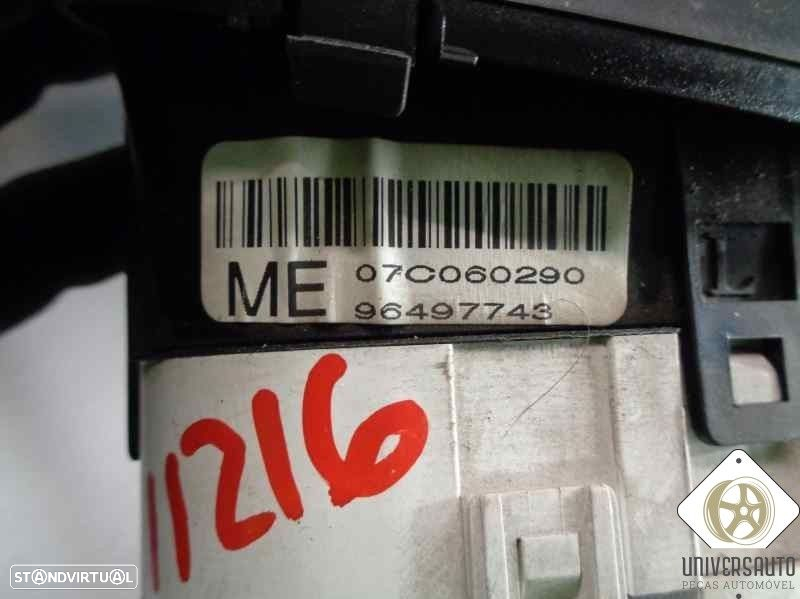 ME 07C060290
96497743
11216
STANDVIRTUAL
UNIVERSAUTO
PEÇAS AUTOMÓVEL